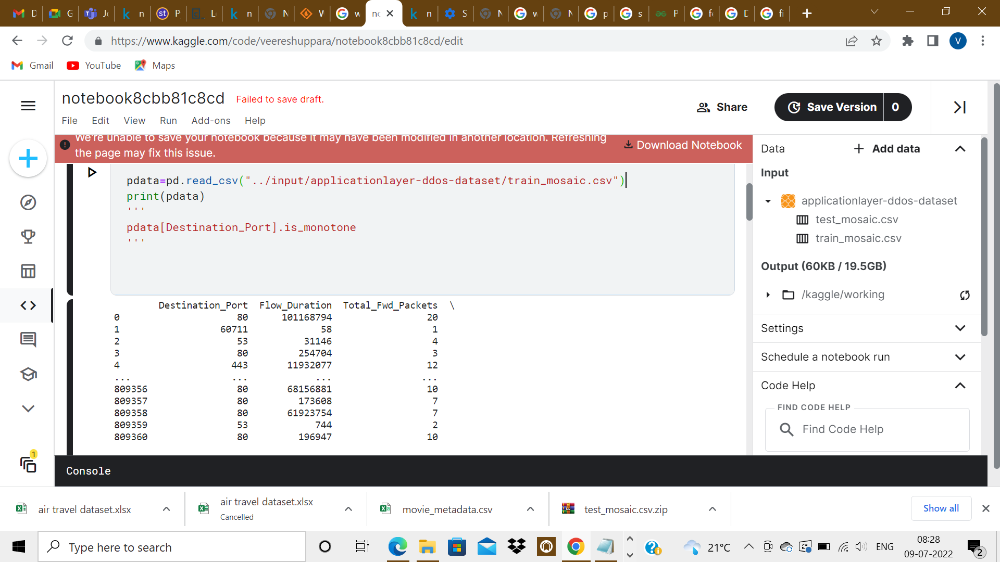 https://www.kaggle.com/code/veereshuppara/notebook8cbb81c8cd/edit
V
Gmail
YouTube
Maps
notebook8cbb81c8cd
Failed to save draft.
File Edit View Run Add-ons Help
Share
Save Version 0
We're unable to save your notebook because it may have been modified in another location. Refreshing
the page may fix this issue.
Download Notebook
pdata=pd.read_csv("../input/applicationlayer-ddos-dataset/train_mosaic.csv")
print(pdata)
'''
pdata[Destination_Port].is_monotone
'''
Destination_Port Flow_Duration Total_Fwd_Packets \
0 80 101168794 20
1 60711 58 1
2 53 31146 4
3 80 254704 3
4 443 11932077 12
... ... ... ...
809356 80 68156881 10
809357 80 173608 7
809358 80 61923754 7
809359 53 744 2
809360 80 196947 10
Data
+ Add data
Input
applicationlayer-ddos-dataset
test_mosaic.csv
train_mosaic.csv
Output (60KB / 19.5GB)
/kaggle/working
Settings
Schedule a notebook run
Code Help
FIND CODE HELP
Find Code Help
1
Console
air travel dataset.xlsx
air travel dataset.xlsx
Cancelled
movie_metadata.csv
test_mosaic.csv.zip
Show all
Type here to search
21°C
ENG
08:28
09-07-2022
2